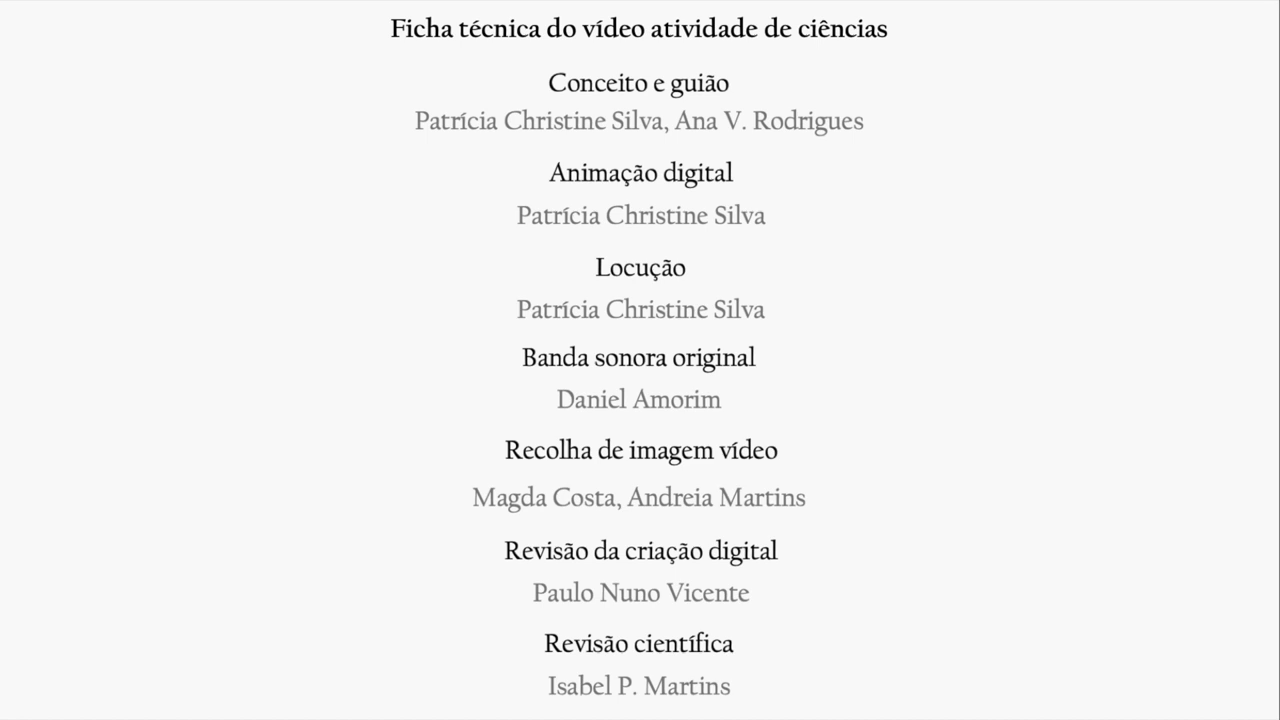 Ficha técnica do vídeo atividade de ciências
Conceito e guião
Patrícia Christine Silva, Ana V. Rodrigues
Animação digital
Patrícia Christine Silva
Locução
Patrícia Christine Silva
Banda sonora original
Daniel Amorim
Recolha de imagem vídeo
Magda Costa, Andreia Martins
Revisão da criação digital
Paulo Nuno Vicente
Revisão científica
Isabel P. Martins